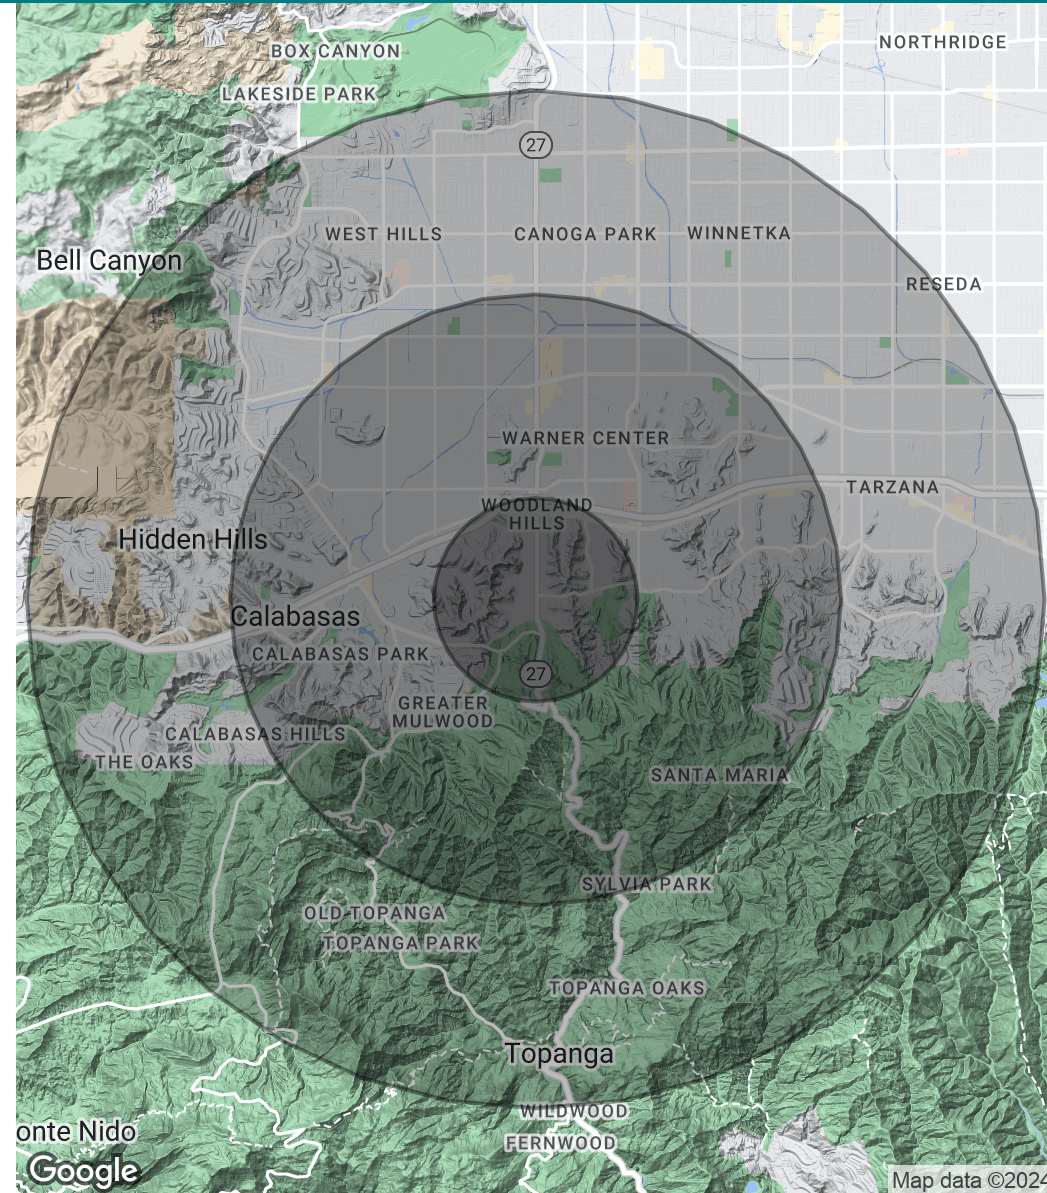 NORTHRIDGE
BOX CANYON
LAKESIDE PARK
27
WEST HILLS
CANOGA PARK
WINNETKA
Bell Canyon
RESEDA
WARNER CENTER
TARZANA
WOODLAND
HILLS
Hidden Hills
Calabasas
CALABASAS PARK
27
GREATER
MULWOOD
CALABASAS HILLS
THE OAKS
SANTA MARIA
SYLVIA PARK
OLD TOPANGA
TOPANGA PARK
TOPANGA OAKS
Topanga
WILDWOOD
onte Nido
FERNWOOD
Google
Map data ©2024